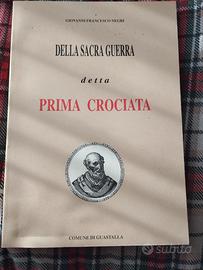 GIOVANNI FRANCESCO NEGRI
DELLA SACRA GUERRA
detta
PRIMA CROCIATA
COMUNE DI GUASTALLA
Subito